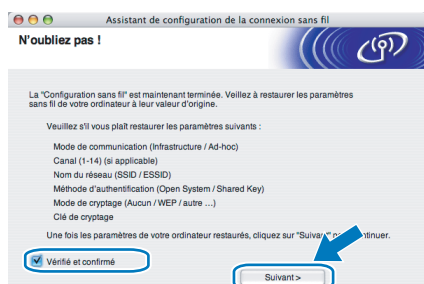 Assistant de configuration de la connexion sans fil
N'oubliez pas !
La "Configuration sans fil" est maintenant terminée. Veillez à restaurer les paramètres
sans fil de votre ordinateur à leur valeur d'origine.
Veuillez s'il vous plaît restaurer les paramètres suivants :
Mode de communication (Infrastructure / Ad-hoc)
Canal (1-14) (si applicable)
Nom du réseau (SSID / ESSID)
Méthode d'authentification (Open System / Shared Key)
Mode de cryptage (Aucun / WEP / autre ...)
Clé de cryptage
Une fois les paramètres de votre ordinateur restaurés, cliquez sur "Suivant"
Vérifié et confirmé
Suivant >